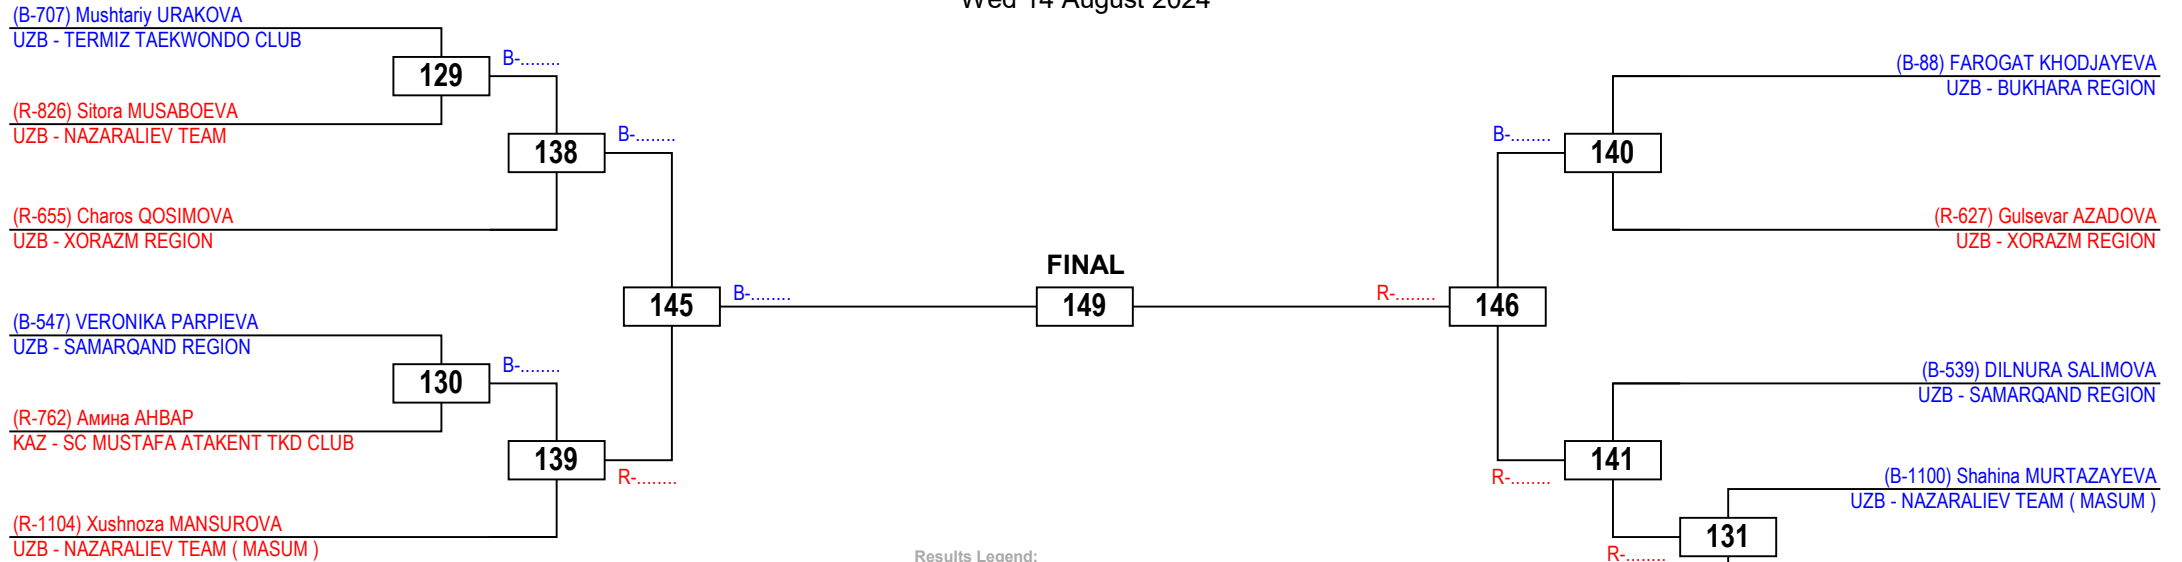 Wed 14 August 2024
(B-707) Mushtariy URAKOVA
UZB - TERMIZ TAEKWONDO CLUB
129
B-........
(R-826) Sitora MUSABOEVA
UZB - NAZARALIEV TEAM
138
B-........
(R-655) Charos QOSIMOVA
UZB - XORAZM REGION
145
B-........
(B-547) VERONIKA PARPIEVA
UZB - SAMARQAND REGION
130
B-........
(R-762) Амина АНВАР
KAZ - SC MUSTAFA ATAKENT TKD CLUB
139
R-........
(R-1104) Xushnoza MANSUROVA
UZB - NAZARALIEV TEAM ( MASUM )
FINAL
149
(B-88) FAROGAT KHODJAYEVA
UZB - BUKHARA REGION
B-........
140
(R-627) Gulsevar AZADOVA
UZB - XORAZM REGION
R-........
146
(B-539) DILNURA SALIMOVA
UZB - SAMARQAND REGION
R-........
141
(B-1100) Shahina MURTAZAYEVA
UZB - NAZARALIEV TEAM ( MASUM )
131
R-........
Results Legend: